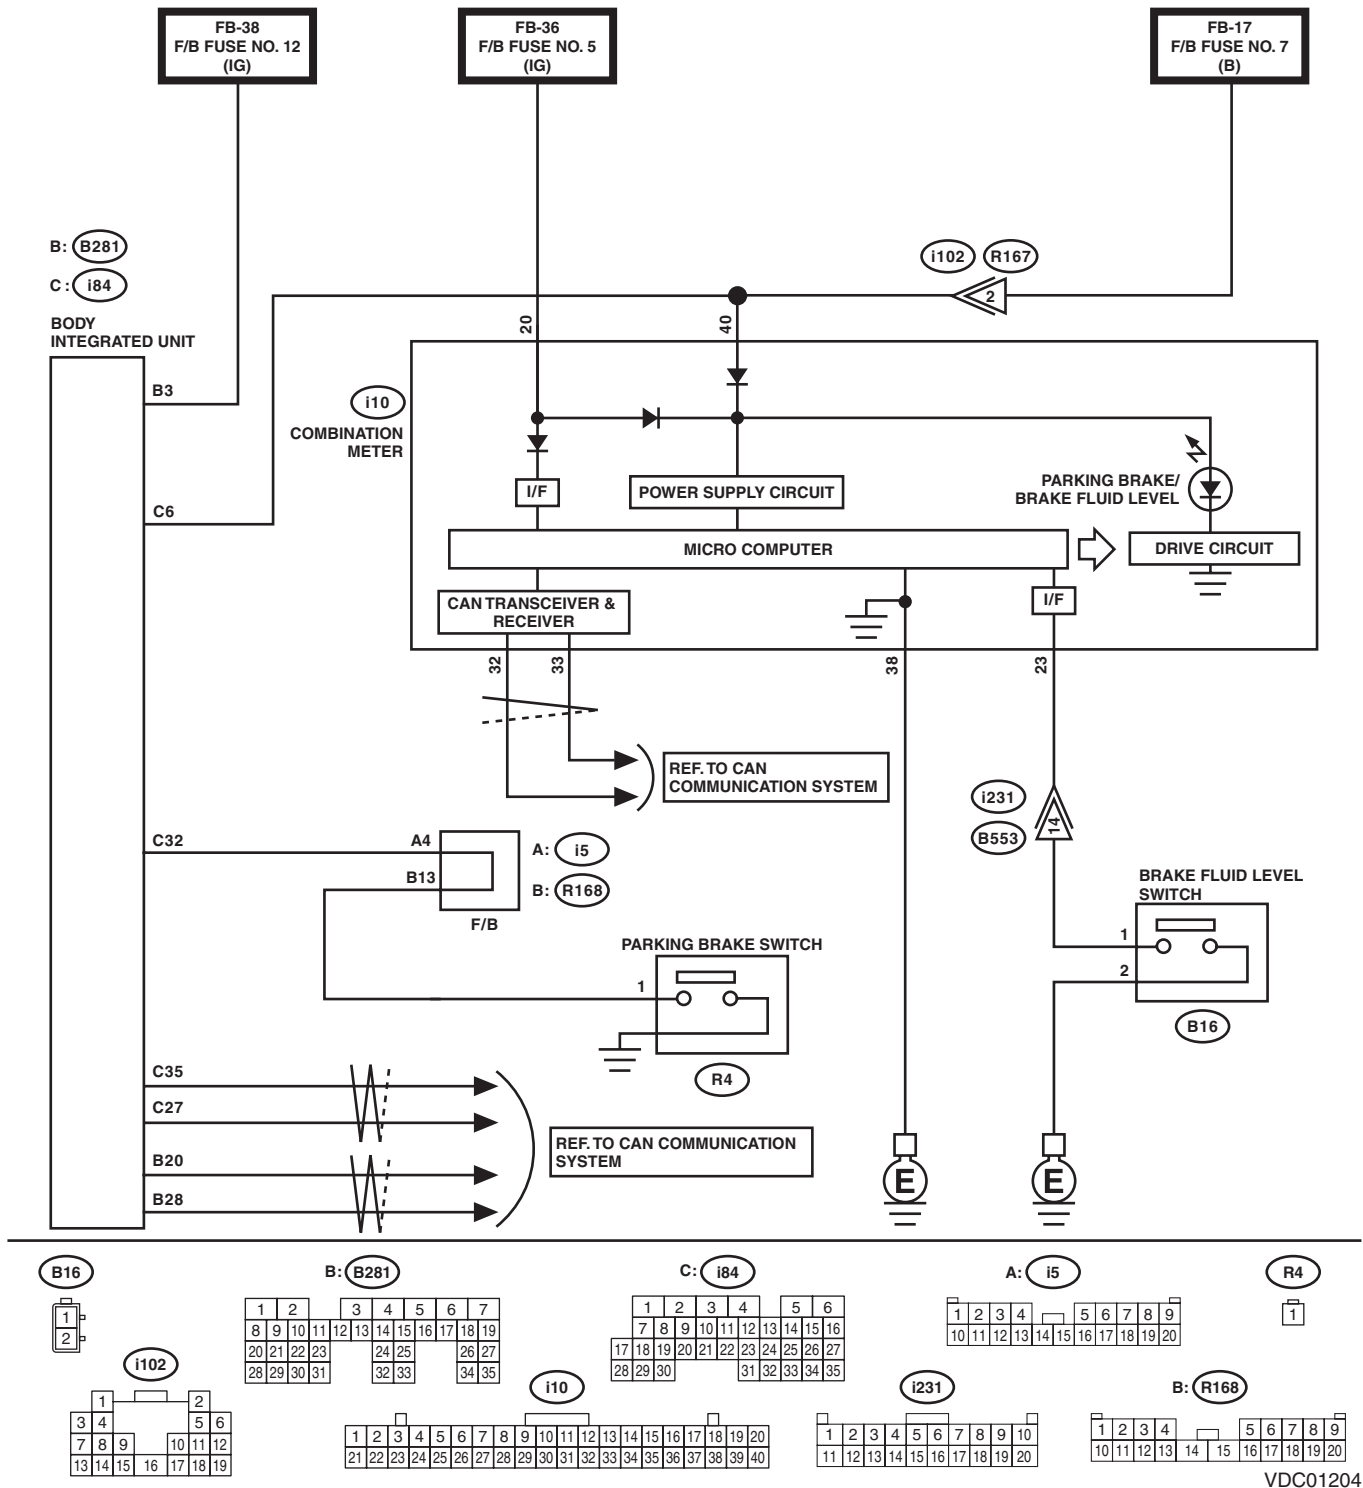 FB-38
F/B FUSE NO. 12
(IG)
FB-36
F/B FUSE NO. 5
(IG)
FB-17
F/B FUSE NO. 7
(B)
B: B281
C: i84
BODY
INTEGRATED UNIT
i102 R167
2
20
40
B3
i10
COMBINATION
METER
C6
I/F
POWER SUPPLY CIRCUIT
PARKING BRAKE/
BRAKE FLUID LEVEL
MICRO COMPUTER
DRIVE CIRCUIT
CAN TRANSCEIVER &
RECEIVER
I/F
32
33
38
23
REF. TO CAN
COMMUNICATION SYSTEM
i231
B553
14
C32
A4
B13
A: i5
B: R168
F/B
BRAKE FLUID LEVEL
SWITCH
1
2
B16
PARKING BRAKE SWITCH
1
R4
C35
C27
B20
B28
REF. TO CAN COMMUNICATION
SYSTEM
E
E
B16
1
2
B: B281
1 2 3 4 5 6 7
8 9 10 11 12 13 14 15 16 17 18 19
20 21 22 23 24 25 26 27
28 29 30 31 32 33 34 35
C: i84
1 2 3 4 5 6
7 8 9 10 11 12 13 14 15 16
17 18 19 20 21 22 23 24 25 26 27
28 29 30 31 32 33 34 35
A: i5
1 2 3 4 5 6 7 8 9
10 11 12 13 14 15 16 17 18 19 20
R4
1
i102
1 2
3 4 5 6
7 8 9 10 11 12
13 14 15 16 17 18 19
i10
1 2 3 4 5 6 7 8 9 10 11 12 13 14 15 16 17 18 19 20
21 22 23 24 25 26 27 28 29 30 31 32 33 34 35 36 37 38 39 40
i231
1 2 3 4 5 6 7 8 9 10
11 12 13 14 15 16 17 18 19 20
B: R168
1 2 3 4 5 6 7 8 9
10 11 12 13 14 15 16 17 18 19 20
VDC01204